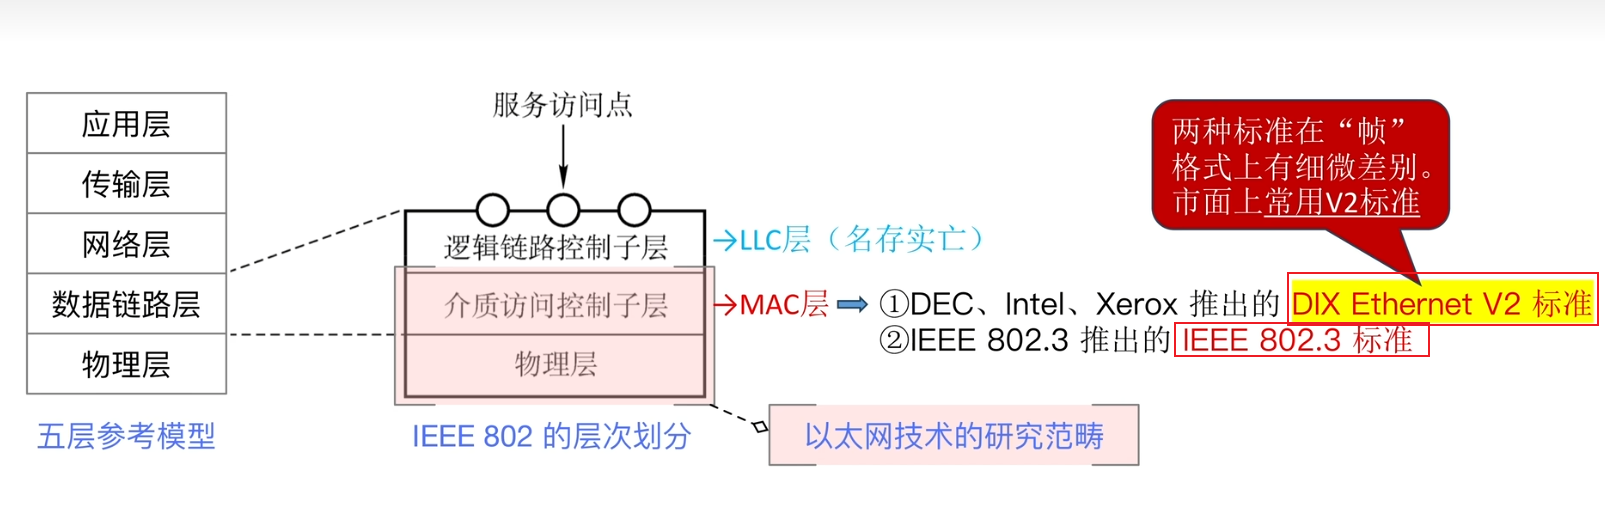 应用层
传输层
网络层
数据链路层
物理层
五层参考模型
服务访问点
逻辑链路控制子层
介质访问控制子层
物理层
IEEE 802 的层次划分
→LLC层（名存实亡）
→MAC层
①DEC、Intel、Xerox 推出的 DIX Ethernet V2 标准
②IEEE 802.3 推出的 IEEE 802.3 标准
两种标准在“帧”
格式上有细微差别。
市面上常用V2标准
以太网技术的研究范畴